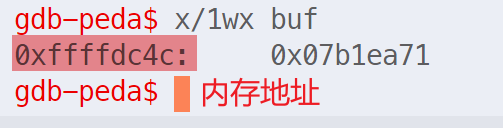 gdb-peda$ x/1wx buf
0xffffdc4c: 0x07b1ea71
gdb-peda$ 内存地址